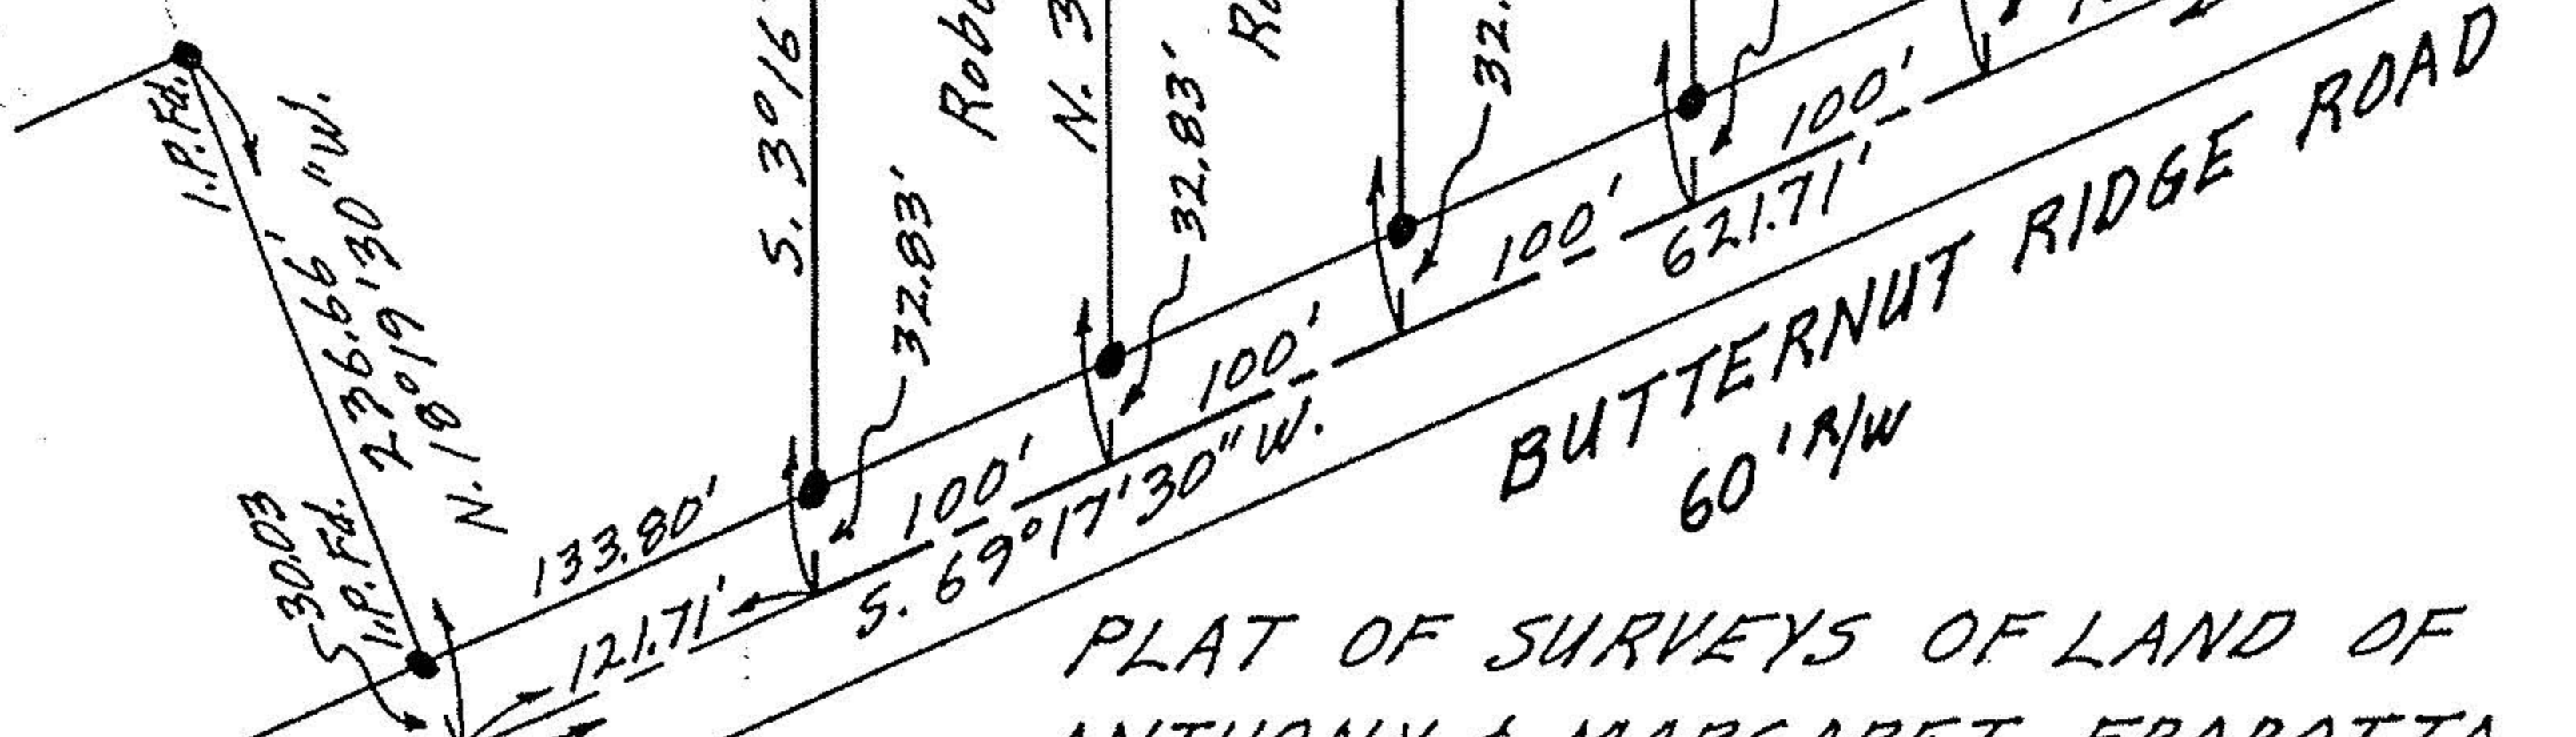 I.P.Fd.
236.66'
N. 18°19'30"W.
30.03
I.P.Fd.
133.80'
121.71'
S. 3°16
32.83'
100'
N. 3
32.83'
100'
32.
100'
100'
S. 69°17'30"W.
621.71'
BUTTERNUT RIDGE ROAD
60' R/W
PLAT OF SURVEYS OF LAND OF